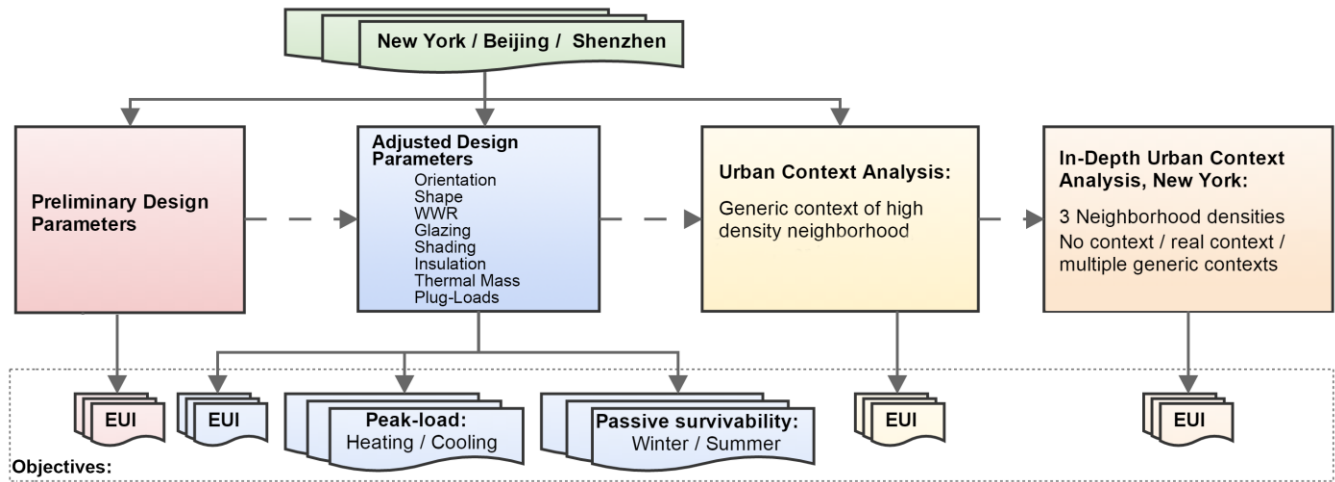 New York / Beijing / Shenzhen
Preliminary Design
Parameters
Adjusted Design
Parameters
Orientation
Shape
WWR
Glazing
Shading
Insulation
Thermal Mass
Plug-Loads
Urban Context Analysis:
Generic context of high
density neighborhood
In-Depth Urban Context
Analysis, New York:
3 Neighborhood densities
No context / real context /
multiple generic contexts
EUI
EUI
Peak-load:
Heating / Cooling
Passive survivability:
Winter / Summer
EUI
EUI
Objectives: